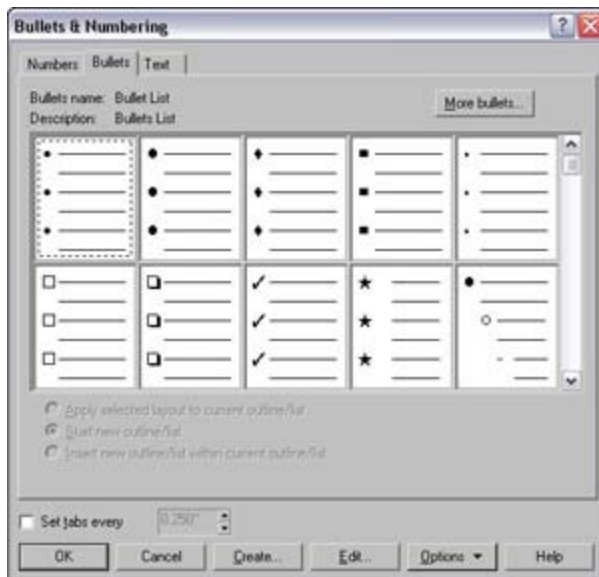 Bullets & Numbering
Numbers Bullets Text
Bullets name: Bullet List
More bullets...
Description: Bullets List
Apply selected layout to current outline/list
Start new outline/list
Insert new outline/list within current outline/list
Set tabs every 0.250"
OK Cancel Create... Edit... Options Help